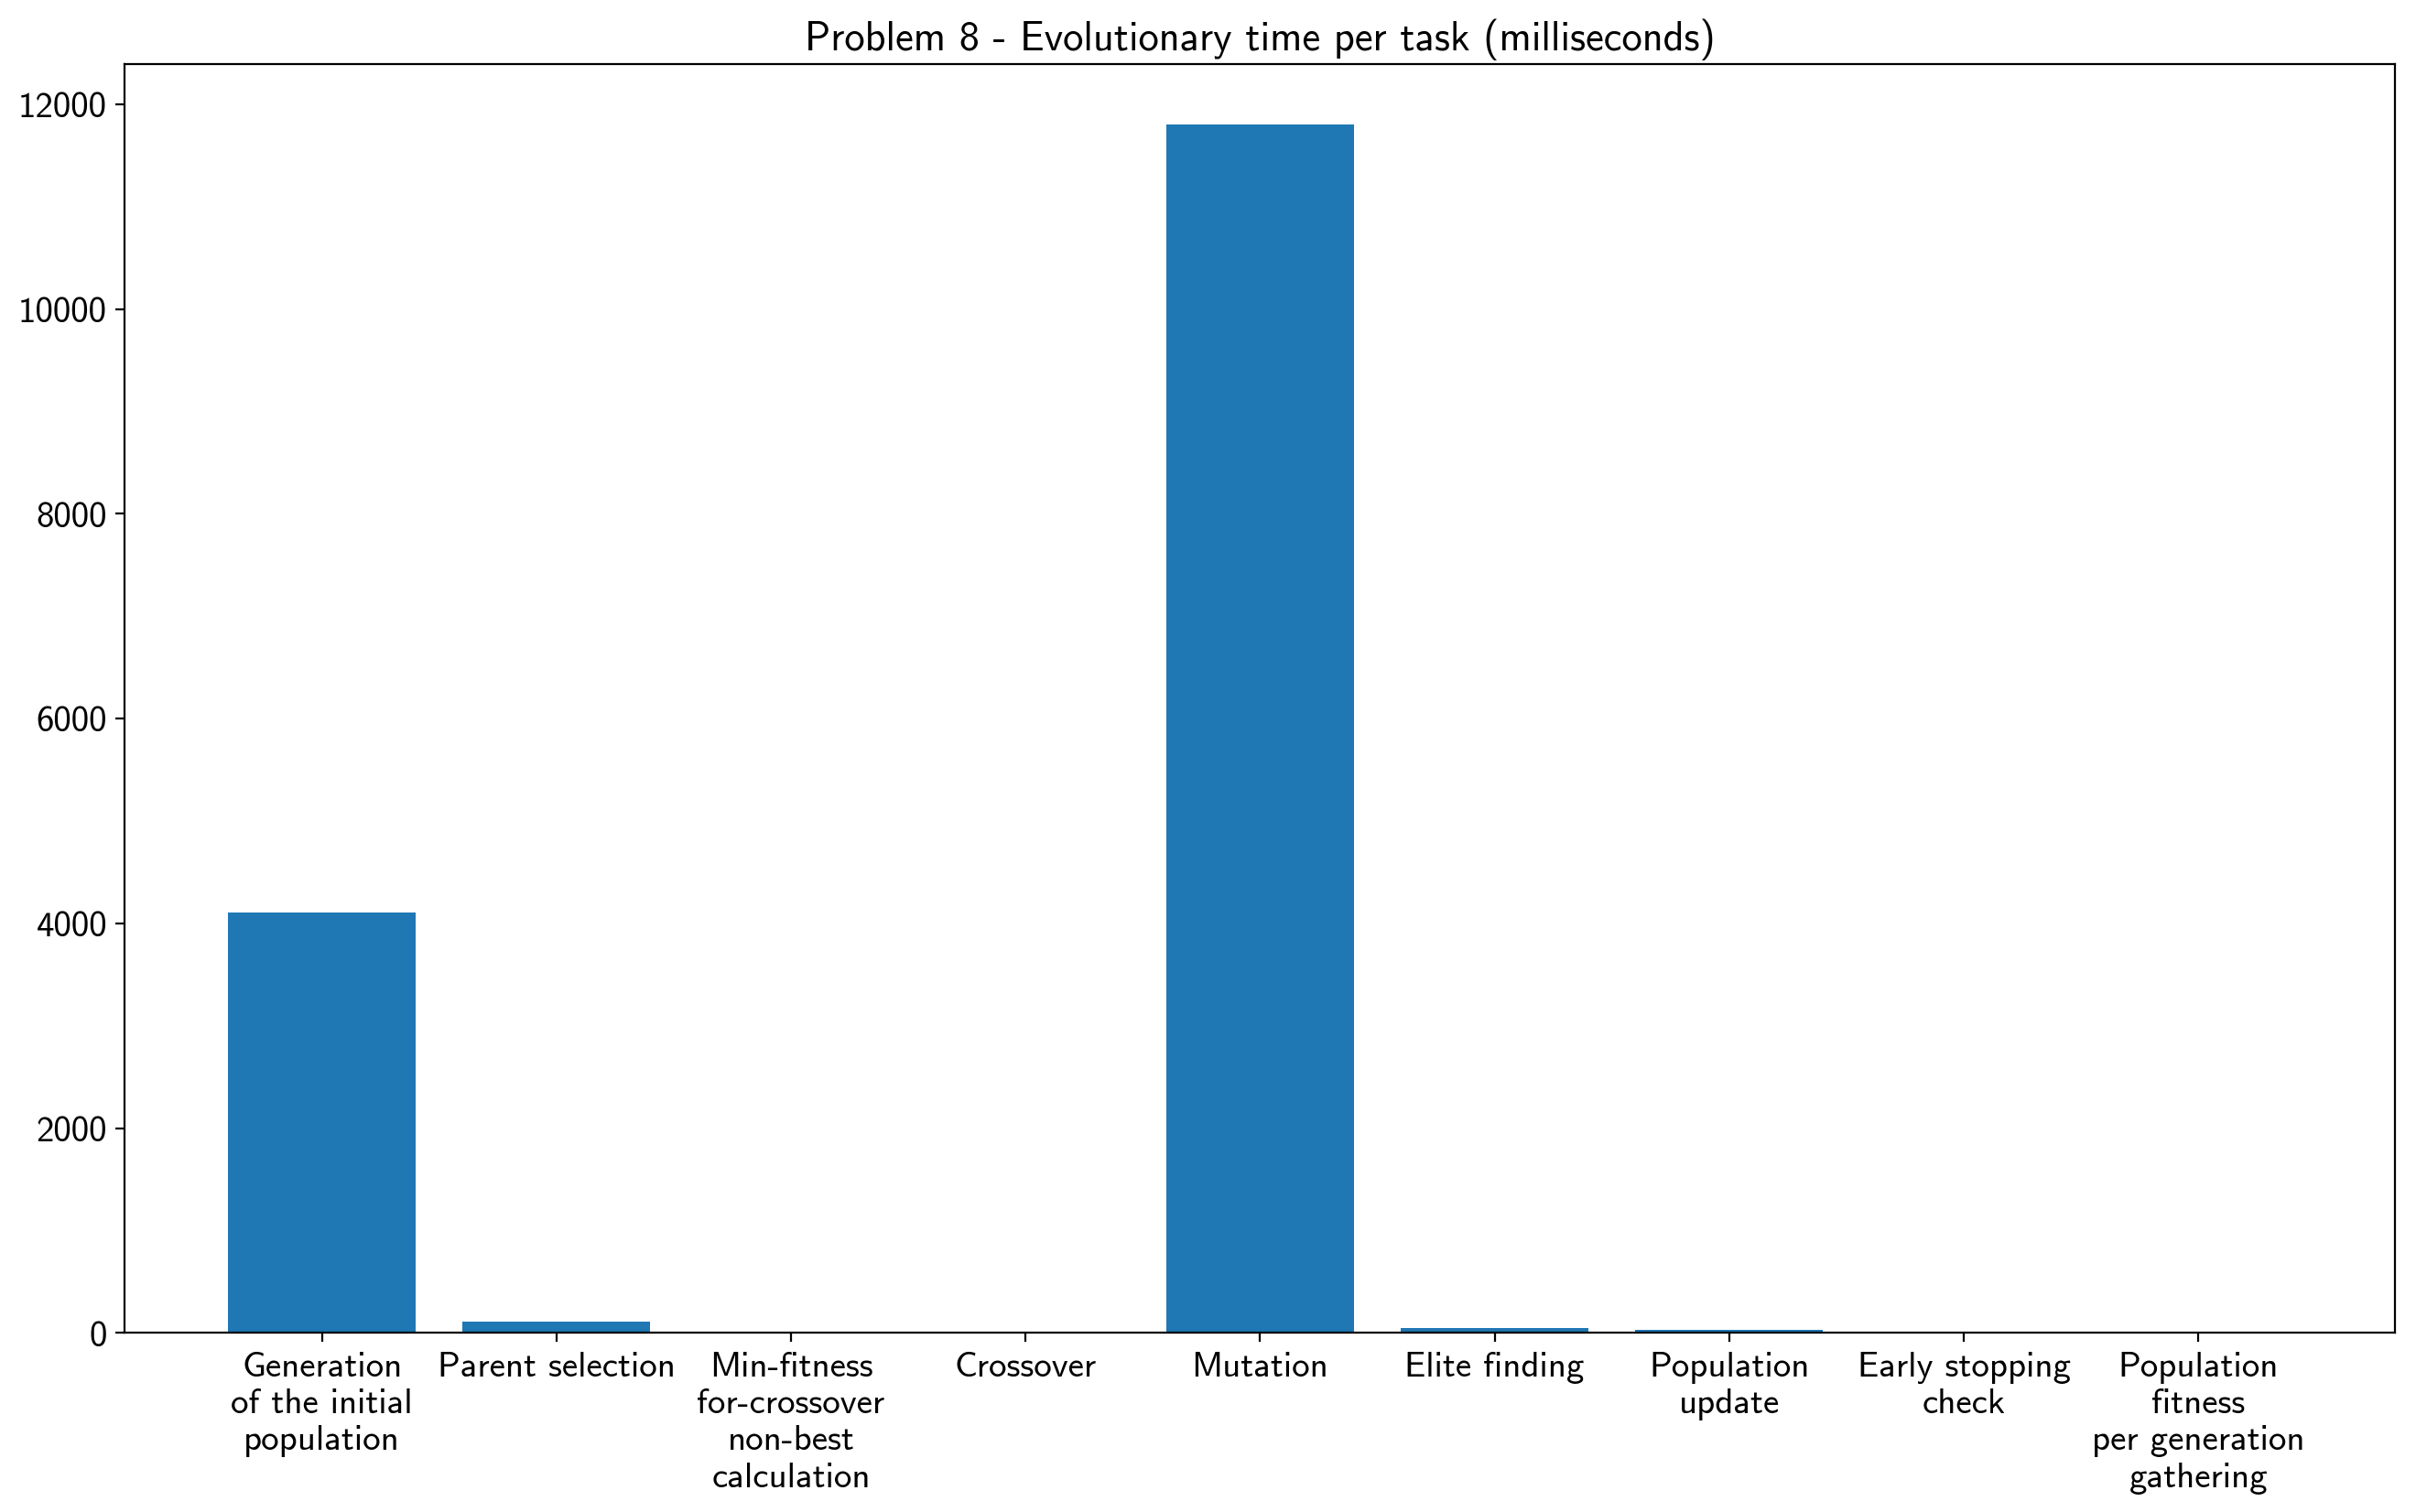 Problem 8 - Evolutionary time per task (milliseconds)
12000
10000
8000
6000
4000
2000
0
Generation
of the initial
population
Parent selection
Min-fitness
for-crossover
non-best
calculation
Crossover
Mutation
Elite finding
Population
update
Early stopping
check
Population
fitness
per generation
gathering